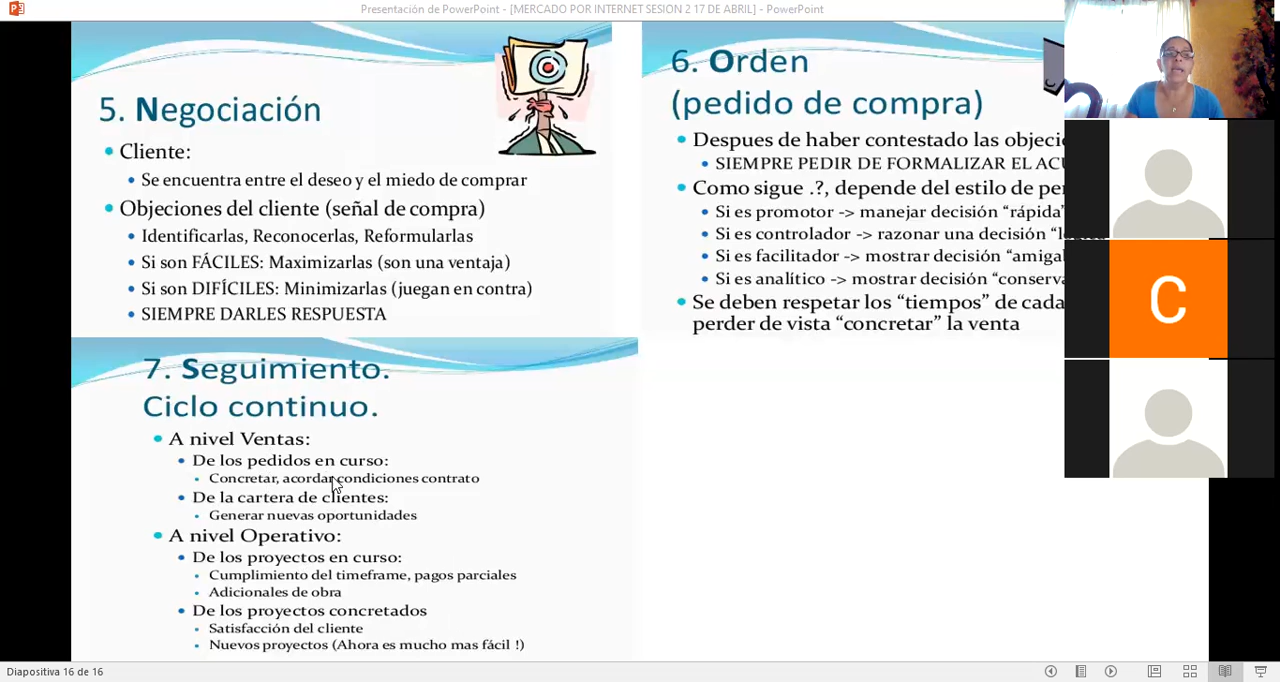 Presentación de PowerPoint - [MERCADO POR INTERNET SESION 2 17 DE ABRIL] - PowerPoint
5. Negociación
Cliente:
Se encuentra entre el deseo y el miedo de comprar
Objeciones del cliente (señal de compra)
Identificarlas, Reconocerlas, Reformularlas
Si son FÁCILES: Maximizarlas (son una ventaja)
Si son DIFÍCILES: Minimizarlas (juegan en contra)
SIEMPRE DARLES RESPUESTA
6. Orden
(pedido de compra)
Despues de haber contestado las
SIEMPRE PEDIR DE FORMALIZAR EL
Como sigue .?, depende del estilo de
Si es promotor -> manejar decisión “rápida”
Si es controlador -> razonar una decisión
Si es facilitador -> mostrar decisión
Si es analítico -> mostrar decisión
Se deben respetar los “tiempos” de cada
perder de vista “concretar” la venta
7. Seguimiento.
Ciclo continuo.
A nivel Ventas:
De los pedidos en curso:
Concretar, acordar condiciones contrato
De la cartera de clientes:
Generar nuevas oportunidades
A nivel Operativo:
De los proyectos en curso:
Cumplimiento del timeframe, pagos parciales
Adicionales de obra
De los proyectos concretados
Satisfacción del cliente
Nuevos proyectos (Ahora es mucho mas fácil !)
C
Diapositiva 16 de 16